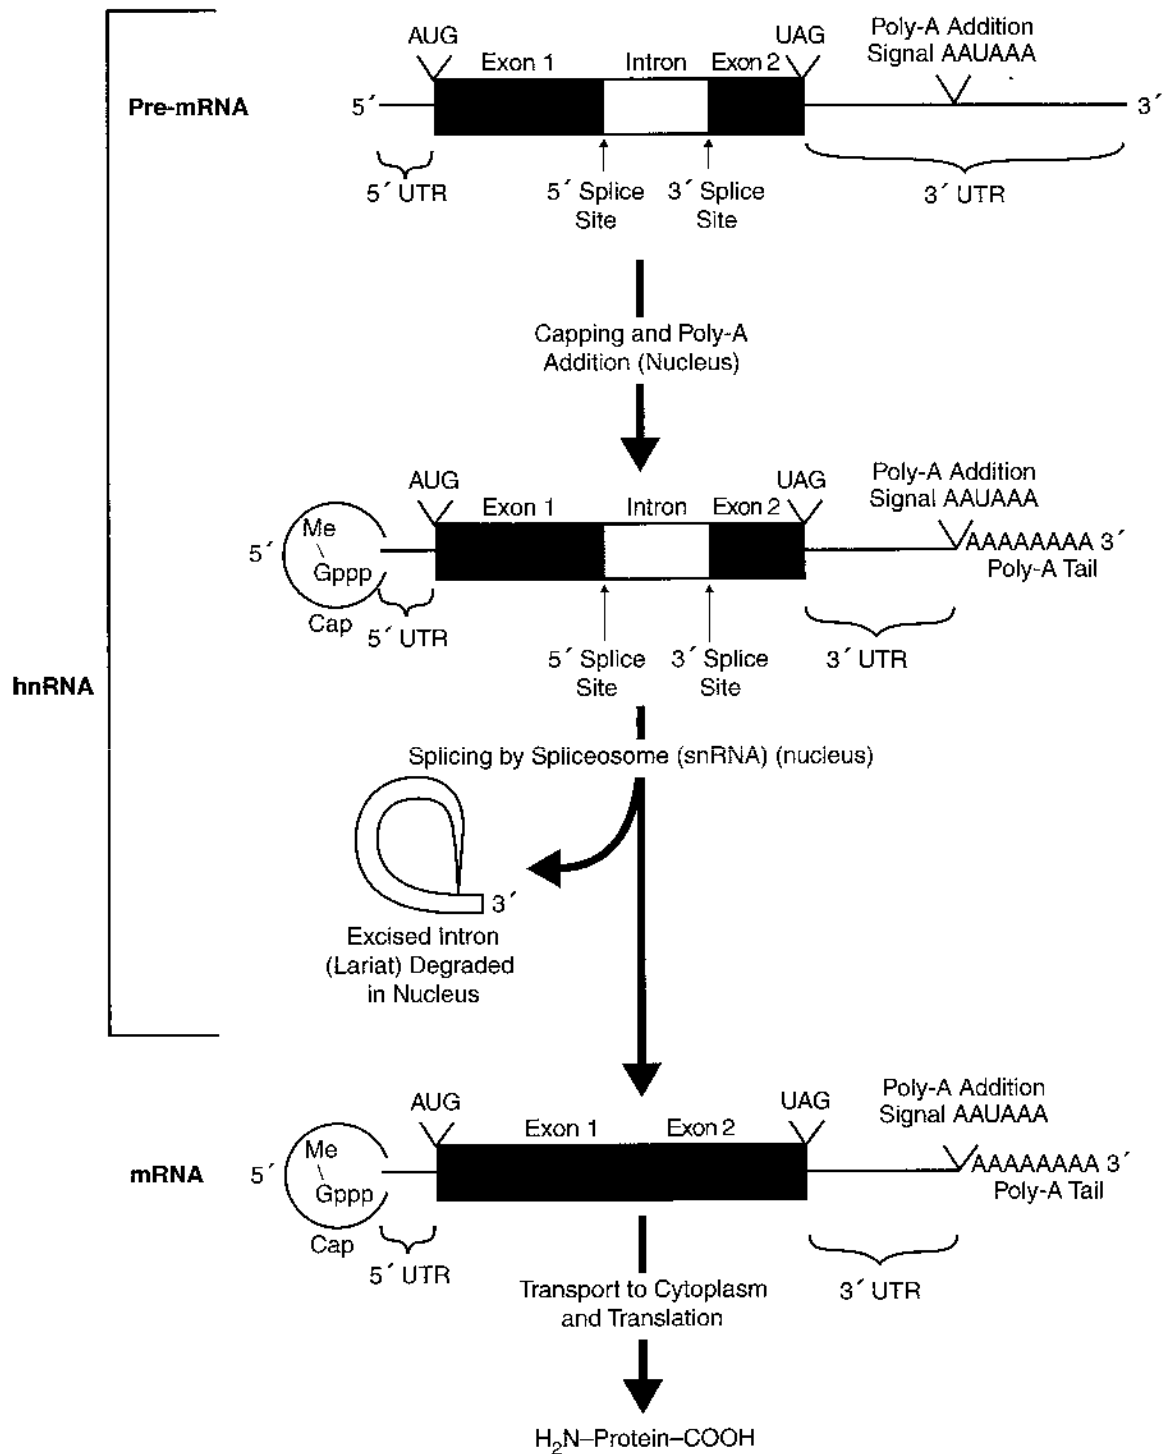 Poly-A Addition
Signal AAUAAA
AUG
UAG
Exon 1
Intron
Exon 2
Pre-mRNA
5´
3´
5´ UTR
5´ Splice
Site
3´ Splice
Site
3´ UTR
Capping and Poly-A
Addition (Nucleus)
Poly-A Addition
Signal AAUAAA
AUG
UAG
Exon 1
Intron
Exon 2
5´
Me
Gppp
Cap
AAAAAAAA 3´
Poly-A Tail
5´ UTR
3´ UTR
5´ Splice
Site
3´ Splice
Site
hnRNA
Splicing by Spliceosome (snRNA) (nucleus)
3´
Excised Intron
(Lariat) Degraded
in Nucleus
Poly-A Addition
Signal AAUAAA
AUG
UAG
Exon 1
Exon 2
mRNA
5´
Me
Gppp
Cap
AAAAAAAA 3´
Poly-A Tail
5´ UTR
3´ UTR
Transport to Cytoplasm
and Translation
H₂N–Protein–COOH